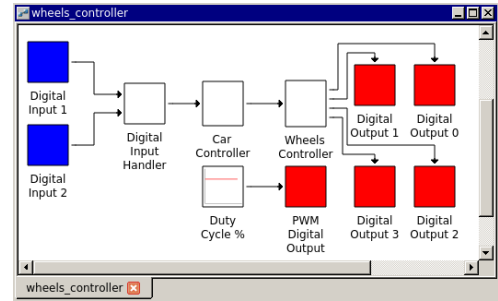 wheels_controller
Digital
Input 1
Digital
Input 2
Digital
Input
Handler
Car
Controller
Wheels
Controller
Digital
Output 1
Digital
Output 0
Duty
Cycle %
PWM
Digital
Output
Digital
Output 3
Digital
Output 2
wheels_controller